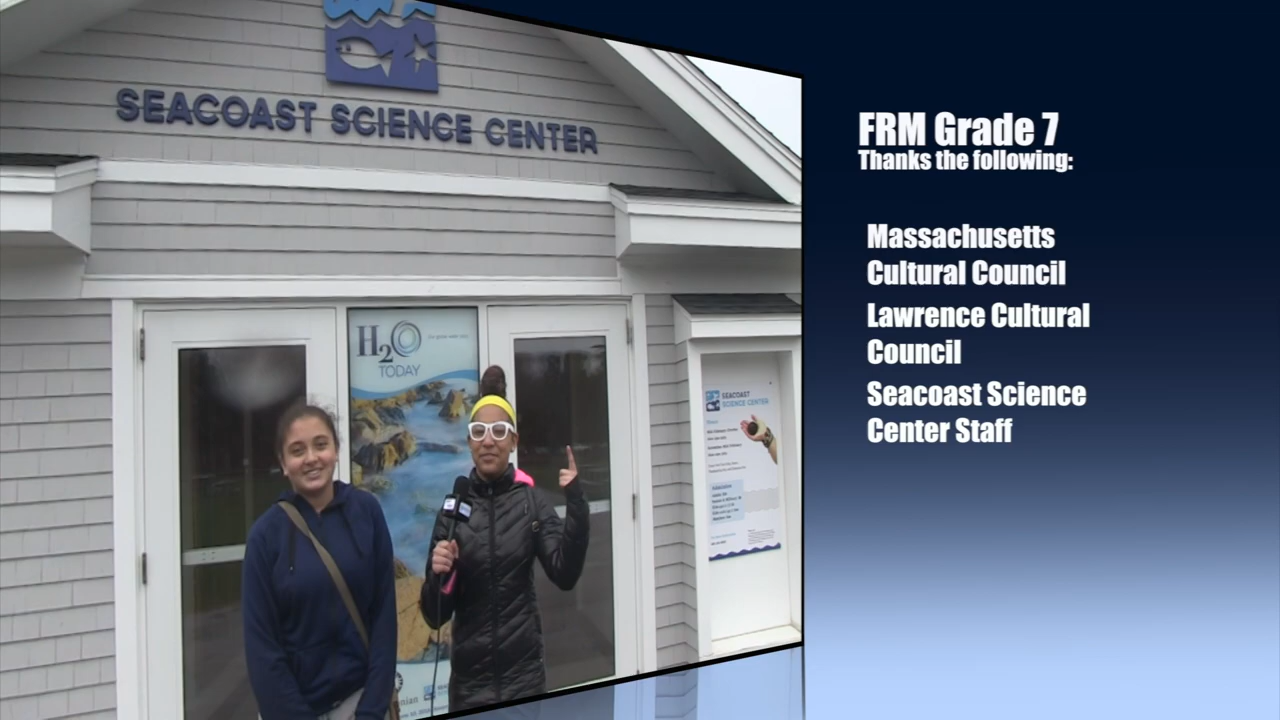 SEACOAST SCIENCE CENTER
FRM Grade 7
Thanks the following:
Massachusetts
Cultural Council
Lawrence Cultural
Council
Seacoast Science
Center Staff
H2O
TODAY
SEACOAST
SCIENCE CENTER